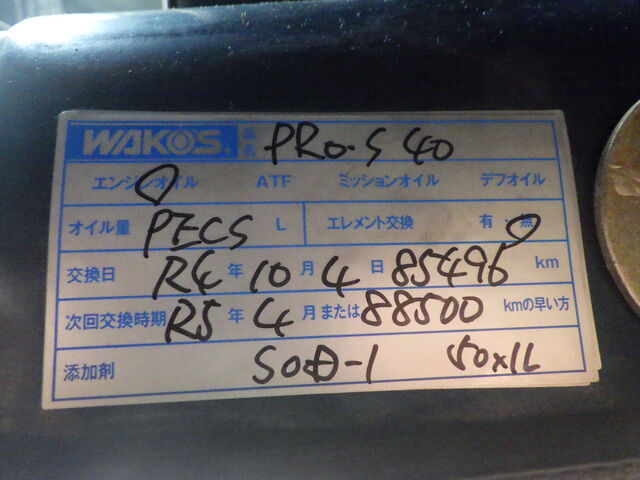 WAKO'S. 品名 PRO-S 40
エンジンオイル ATF ミッションオイル デフオイル
オイル量 PECS L エレメント交換 有・無
交換日 R4 年 10 月 4 日 85496 km
次回交換時期 R5 年 4 月 または 88500 kmの早い方
添加剤 S.O.D-1 50x1L